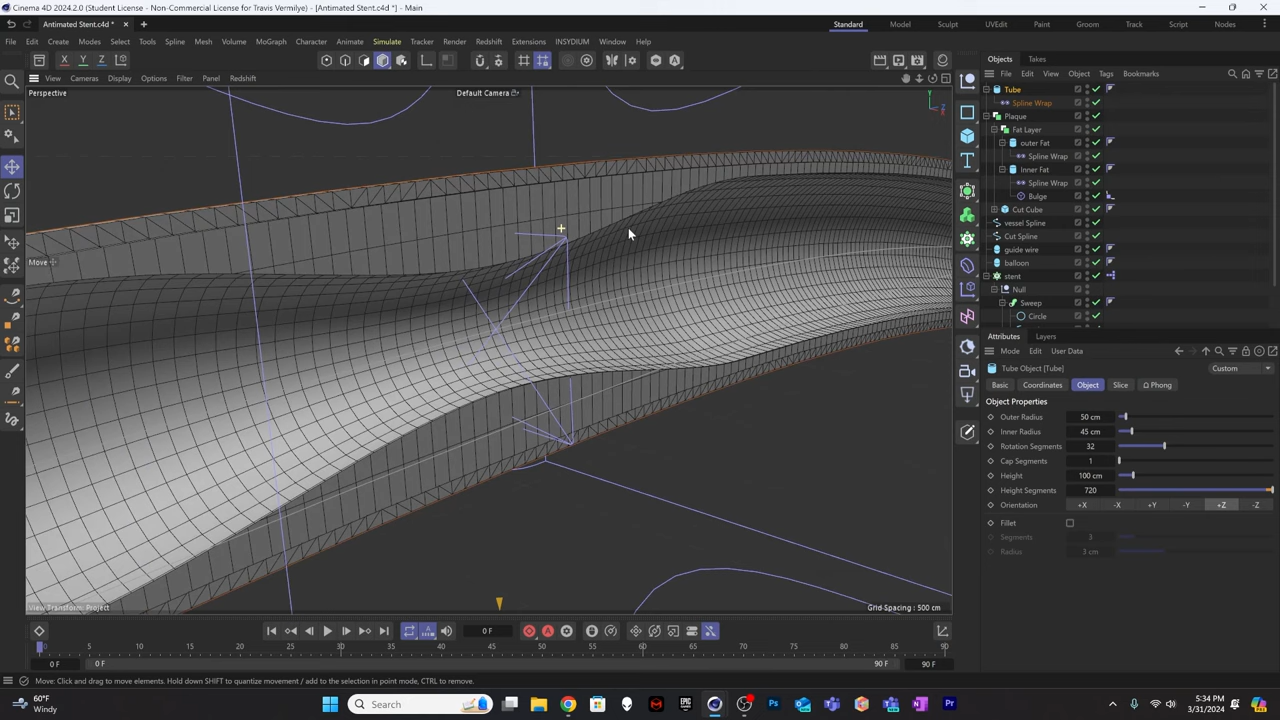 Cinema 4D 2024.2.0 (Student License - Non-Commercial License for Travis Vermilye) - [Antimated Stent.c4d *] - Main
Antimated Stent.c4d *
Standard Model Sculpt UVEdit Paint Groom Track Script Nodes
File Edit Create Modes Select Tools Spline Mesh Volume MoGraph Character Animate Simulate Tracker Render Redshift Extensions INSYDIUM Window Help
X Y Z
Objects Takes
View Cameras Display Options Filter Panel Redshift
File Edit View Object Tags Bookmarks
Perspective
Default Camera
Tube
Spline Wrap
Plaque
Fat Layer
outer Fat
Spline Wrap
Inner Fat
Spline Wrap
Bulge
Cut Cube
vessel Spline
Cut Spline
guide wire
balloon
stent
Null
Sweep
Circle
Move
Attributes Layers
Mode Edit User Data
Tube Object [Tube]
Custom
Basic Coordinates Object Slice Phong
Object Properties
Outer Radius 50 cm
Inner Radius 45 cm
Rotation Segments 32
Cap Segments 1
Height 100 cm
Height Segments 720
Orientation +X -X +Y -Y +Z -Z
Fillet
Segments 3
Radius 3 cm
View Transform: Project
Grid Spacing : 500 cm
0 F
0 5 10 15 20 25 30 35 40 45 50 55 60 65 70 75 80 85 90
0 F 0 F 90 F 90 F
Move: Click and drag to move elements. Hold down SHIFT to quantize movement / add to the selection in point mode, CTRL to remove.
60°F
Windy
Search
5:34 PM
3/31/2024